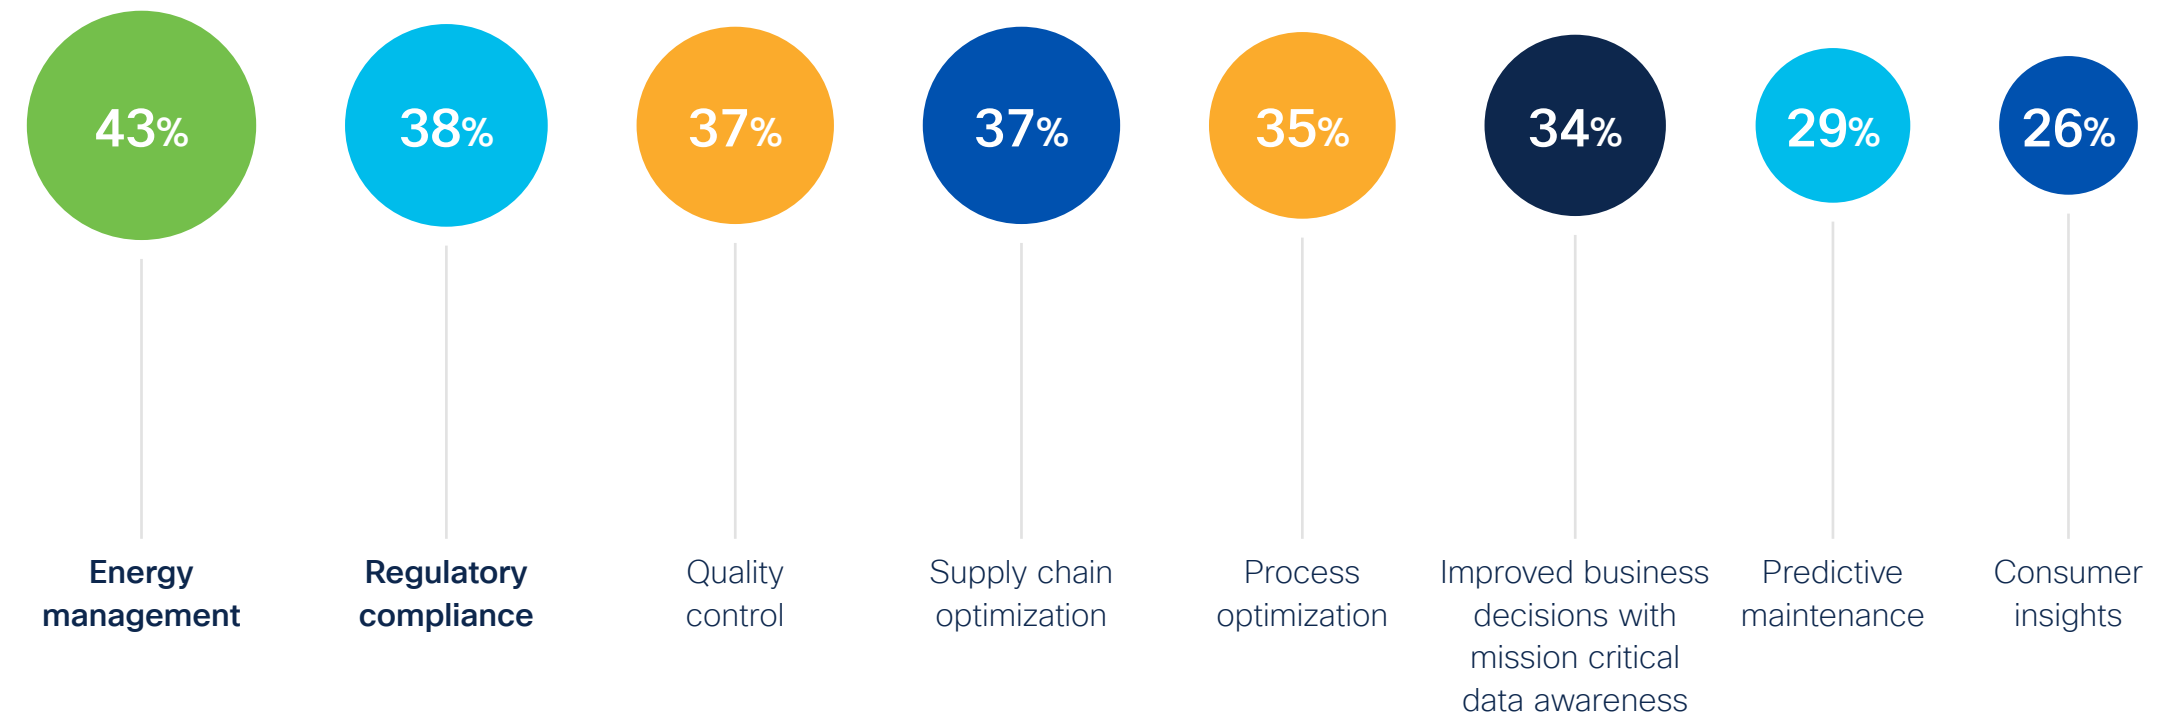 43%
38%
37%
37%
35%
34%
29%
26%
Energy
management
Regulatory
compliance
Quality
control
Supply chain
optimization
Process
optimization
Improved business
decisions with
mission critical
data awareness
Predictive
maintenance
Consumer
insights